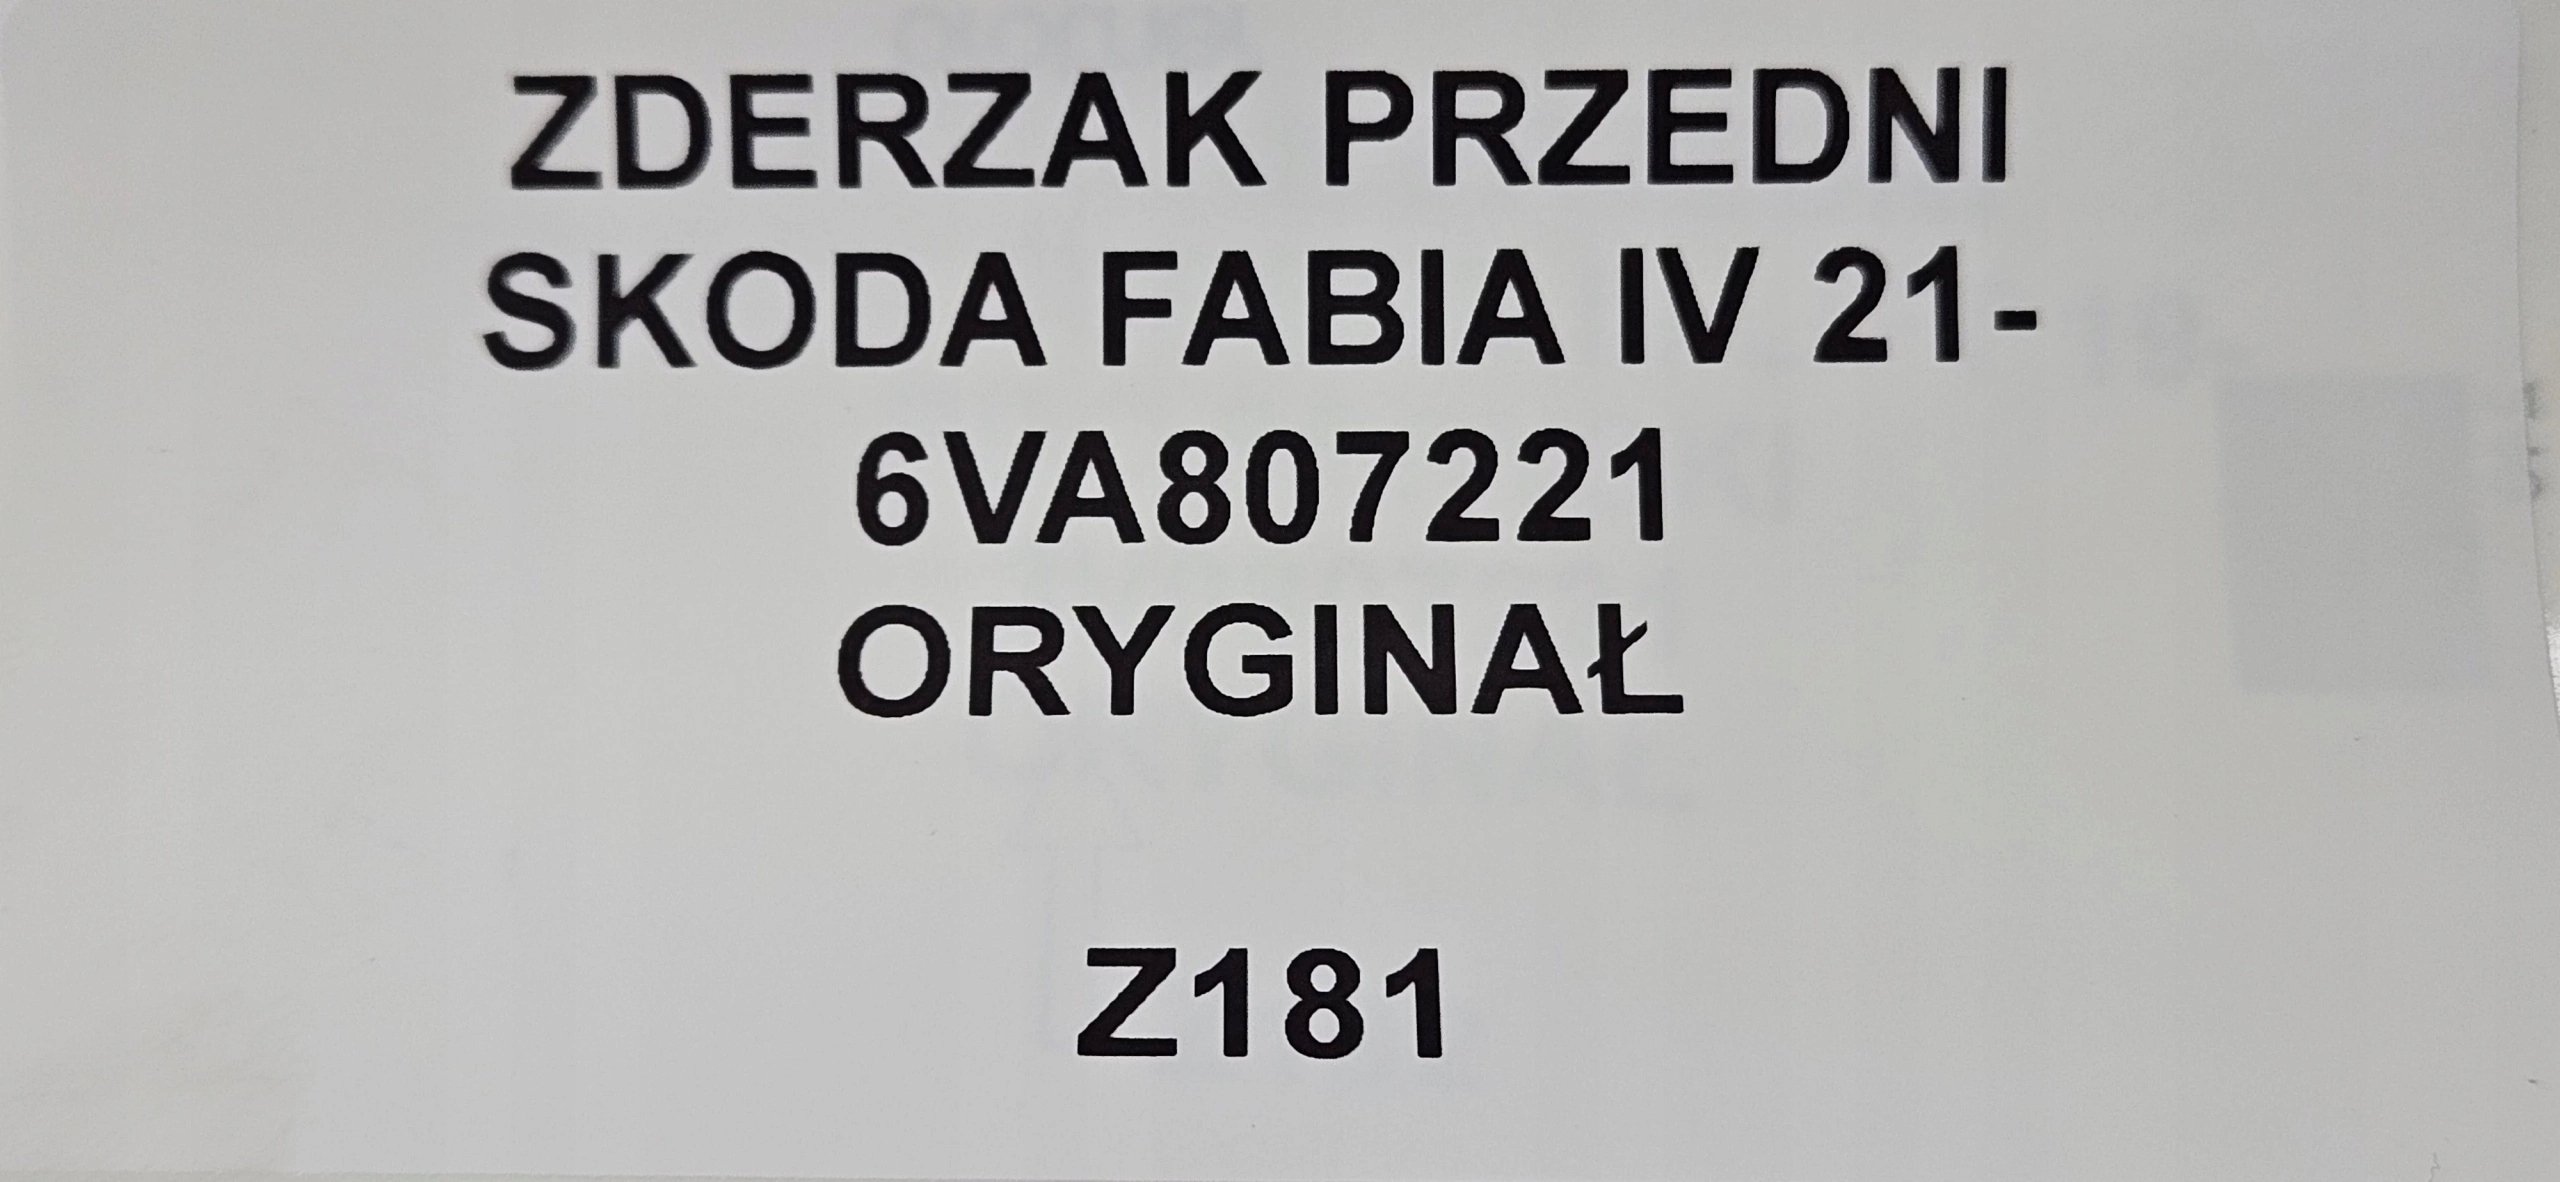 ZDERZAK PRZEDNI
SKODA FABIA IV 21-
6VA807221
ORYGINAŁ
Z181